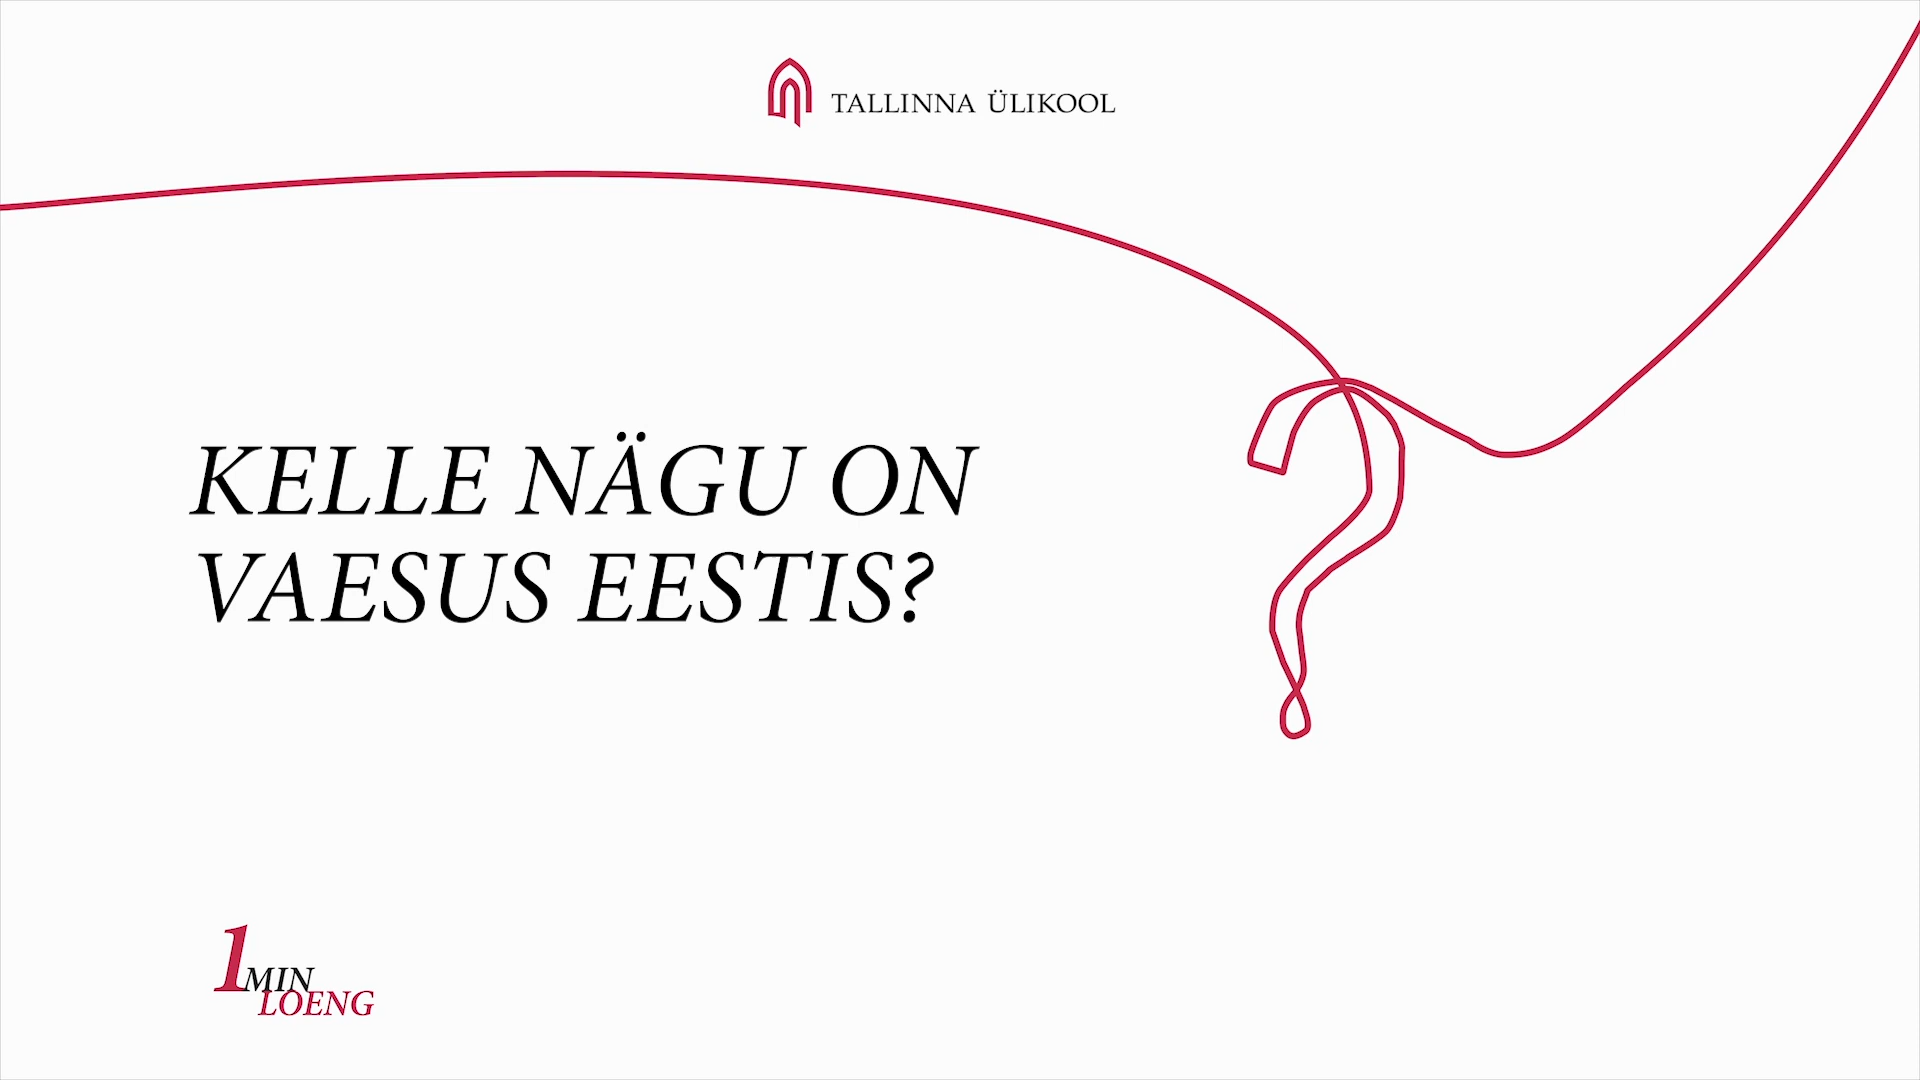 TALLINNA ÜLIKOOL
KELLE NÄGU ON
VAESUS EESTIS?
1 MIN
LOENG